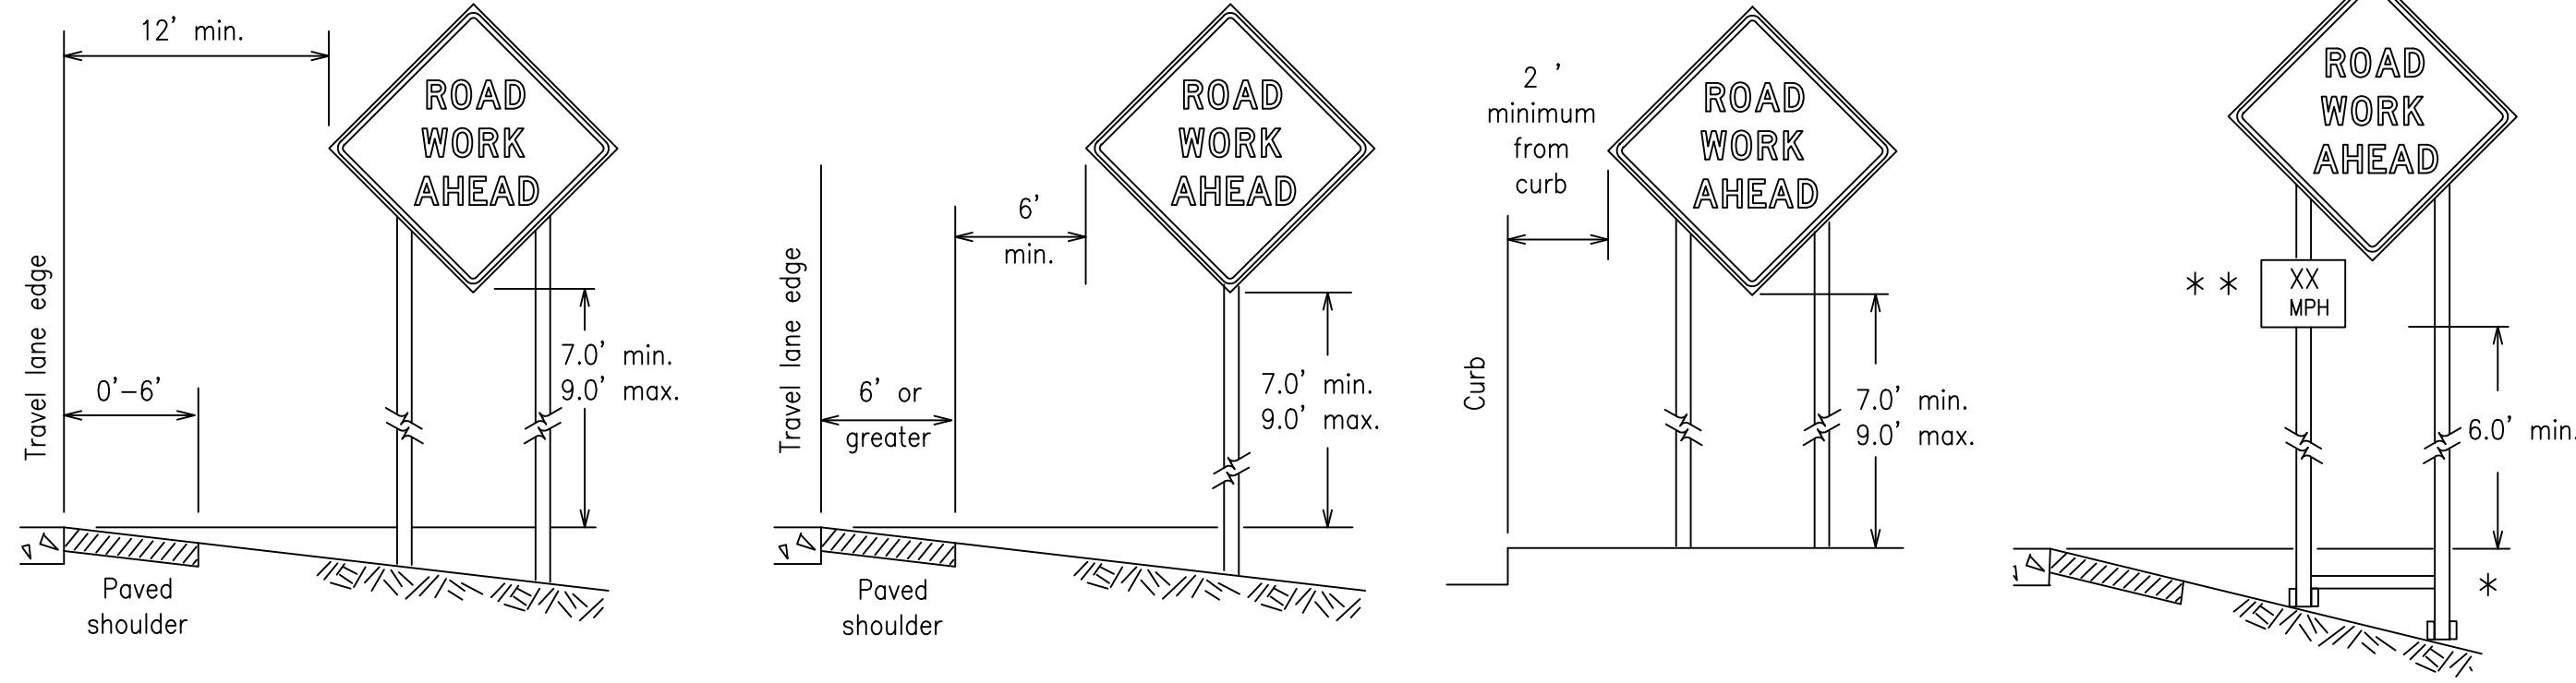 12' min.
ROAD
WORK
AHEAD
Travel lane edge
0'-6'
7.0' min.
9.0' max.
Paved
shoulder
ROAD
WORK
AHEAD
6'
min.
Travel lane edge
6' or
greater
7.0' min.
9.0' max.
Paved
shoulder
2 '
minimum
from
curb
ROAD
WORK
AHEAD
Curb
7.0' min.
9.0' max.
ROAD
WORK
AHEAD
* *
XX
MPH
6.0' min.
*